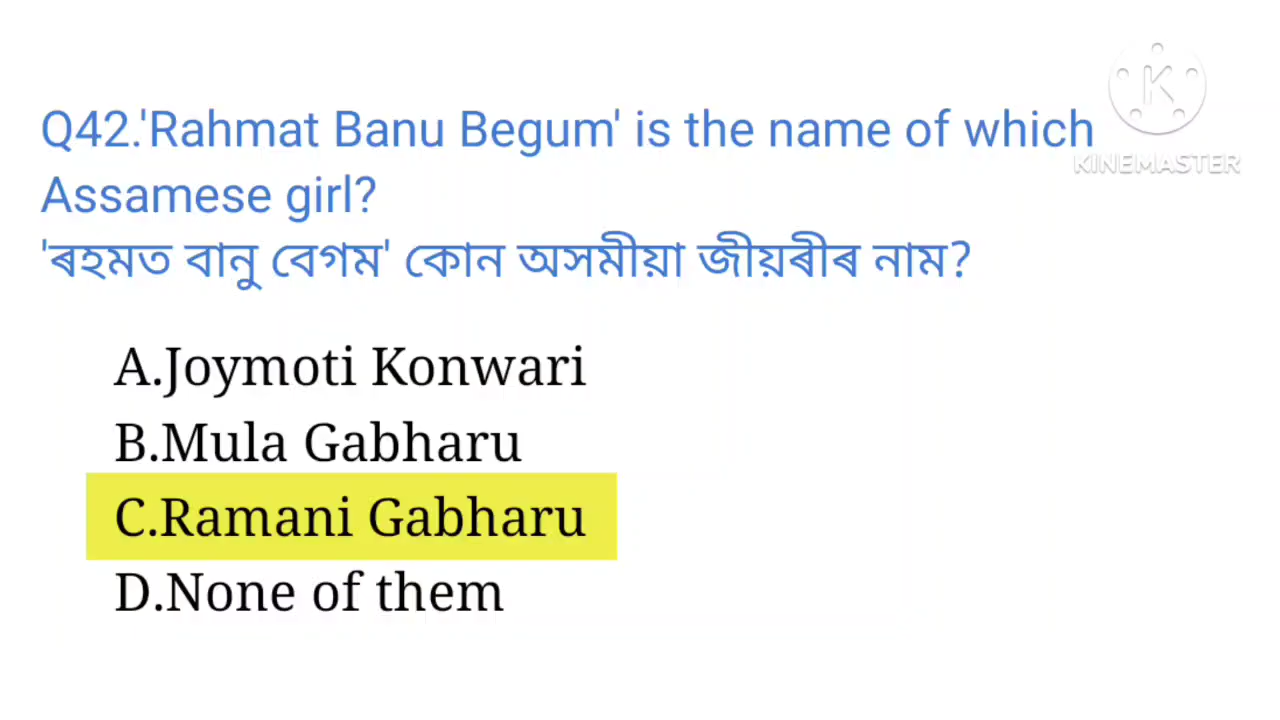 Q42.'Rahmat Banu Begum' is the name of which
Assamese girl?
'ৰহমত বানু বেগম' কোন অসমীয়া জীয়ৰীৰ নাম?
A.Joymoti Konwari
B.Mula Gabharu
C.Ramani Gabharu
D.None of them
K
KINEMASTER